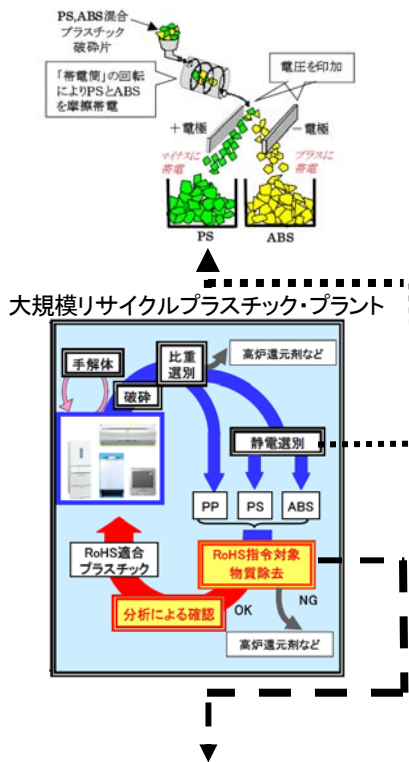 PS,ABS混合
プラスチック
破砕片
「帯電筒」の回転
によりPSとABS
を摩擦帯電
電圧を印加
＋電極
－電極
マイナスに
帯電
プラスに
帯電
PS
ABS
大規模リサイクルプラスチック・プラント
手解体
比重
選別
高炉還元剤など
破砕
静電選別
PP
PS
ABS
RoHS適合
プラスチック
RoHS指令対象
物質除去
分析による確認
OK
NG
高炉還元剤など